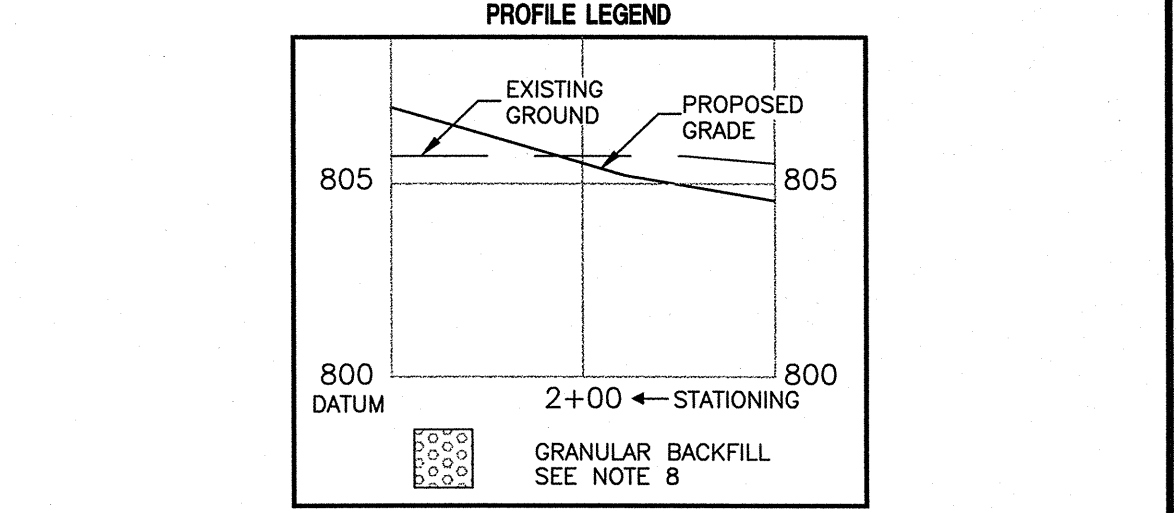 PROFILE LEGEND
EXISTING
GROUND
PROPOSED
GRADE
805
805
800
800
DATUM
2+00
STATIONING
GRANULAR BACKFILL
SEE NOTE 8